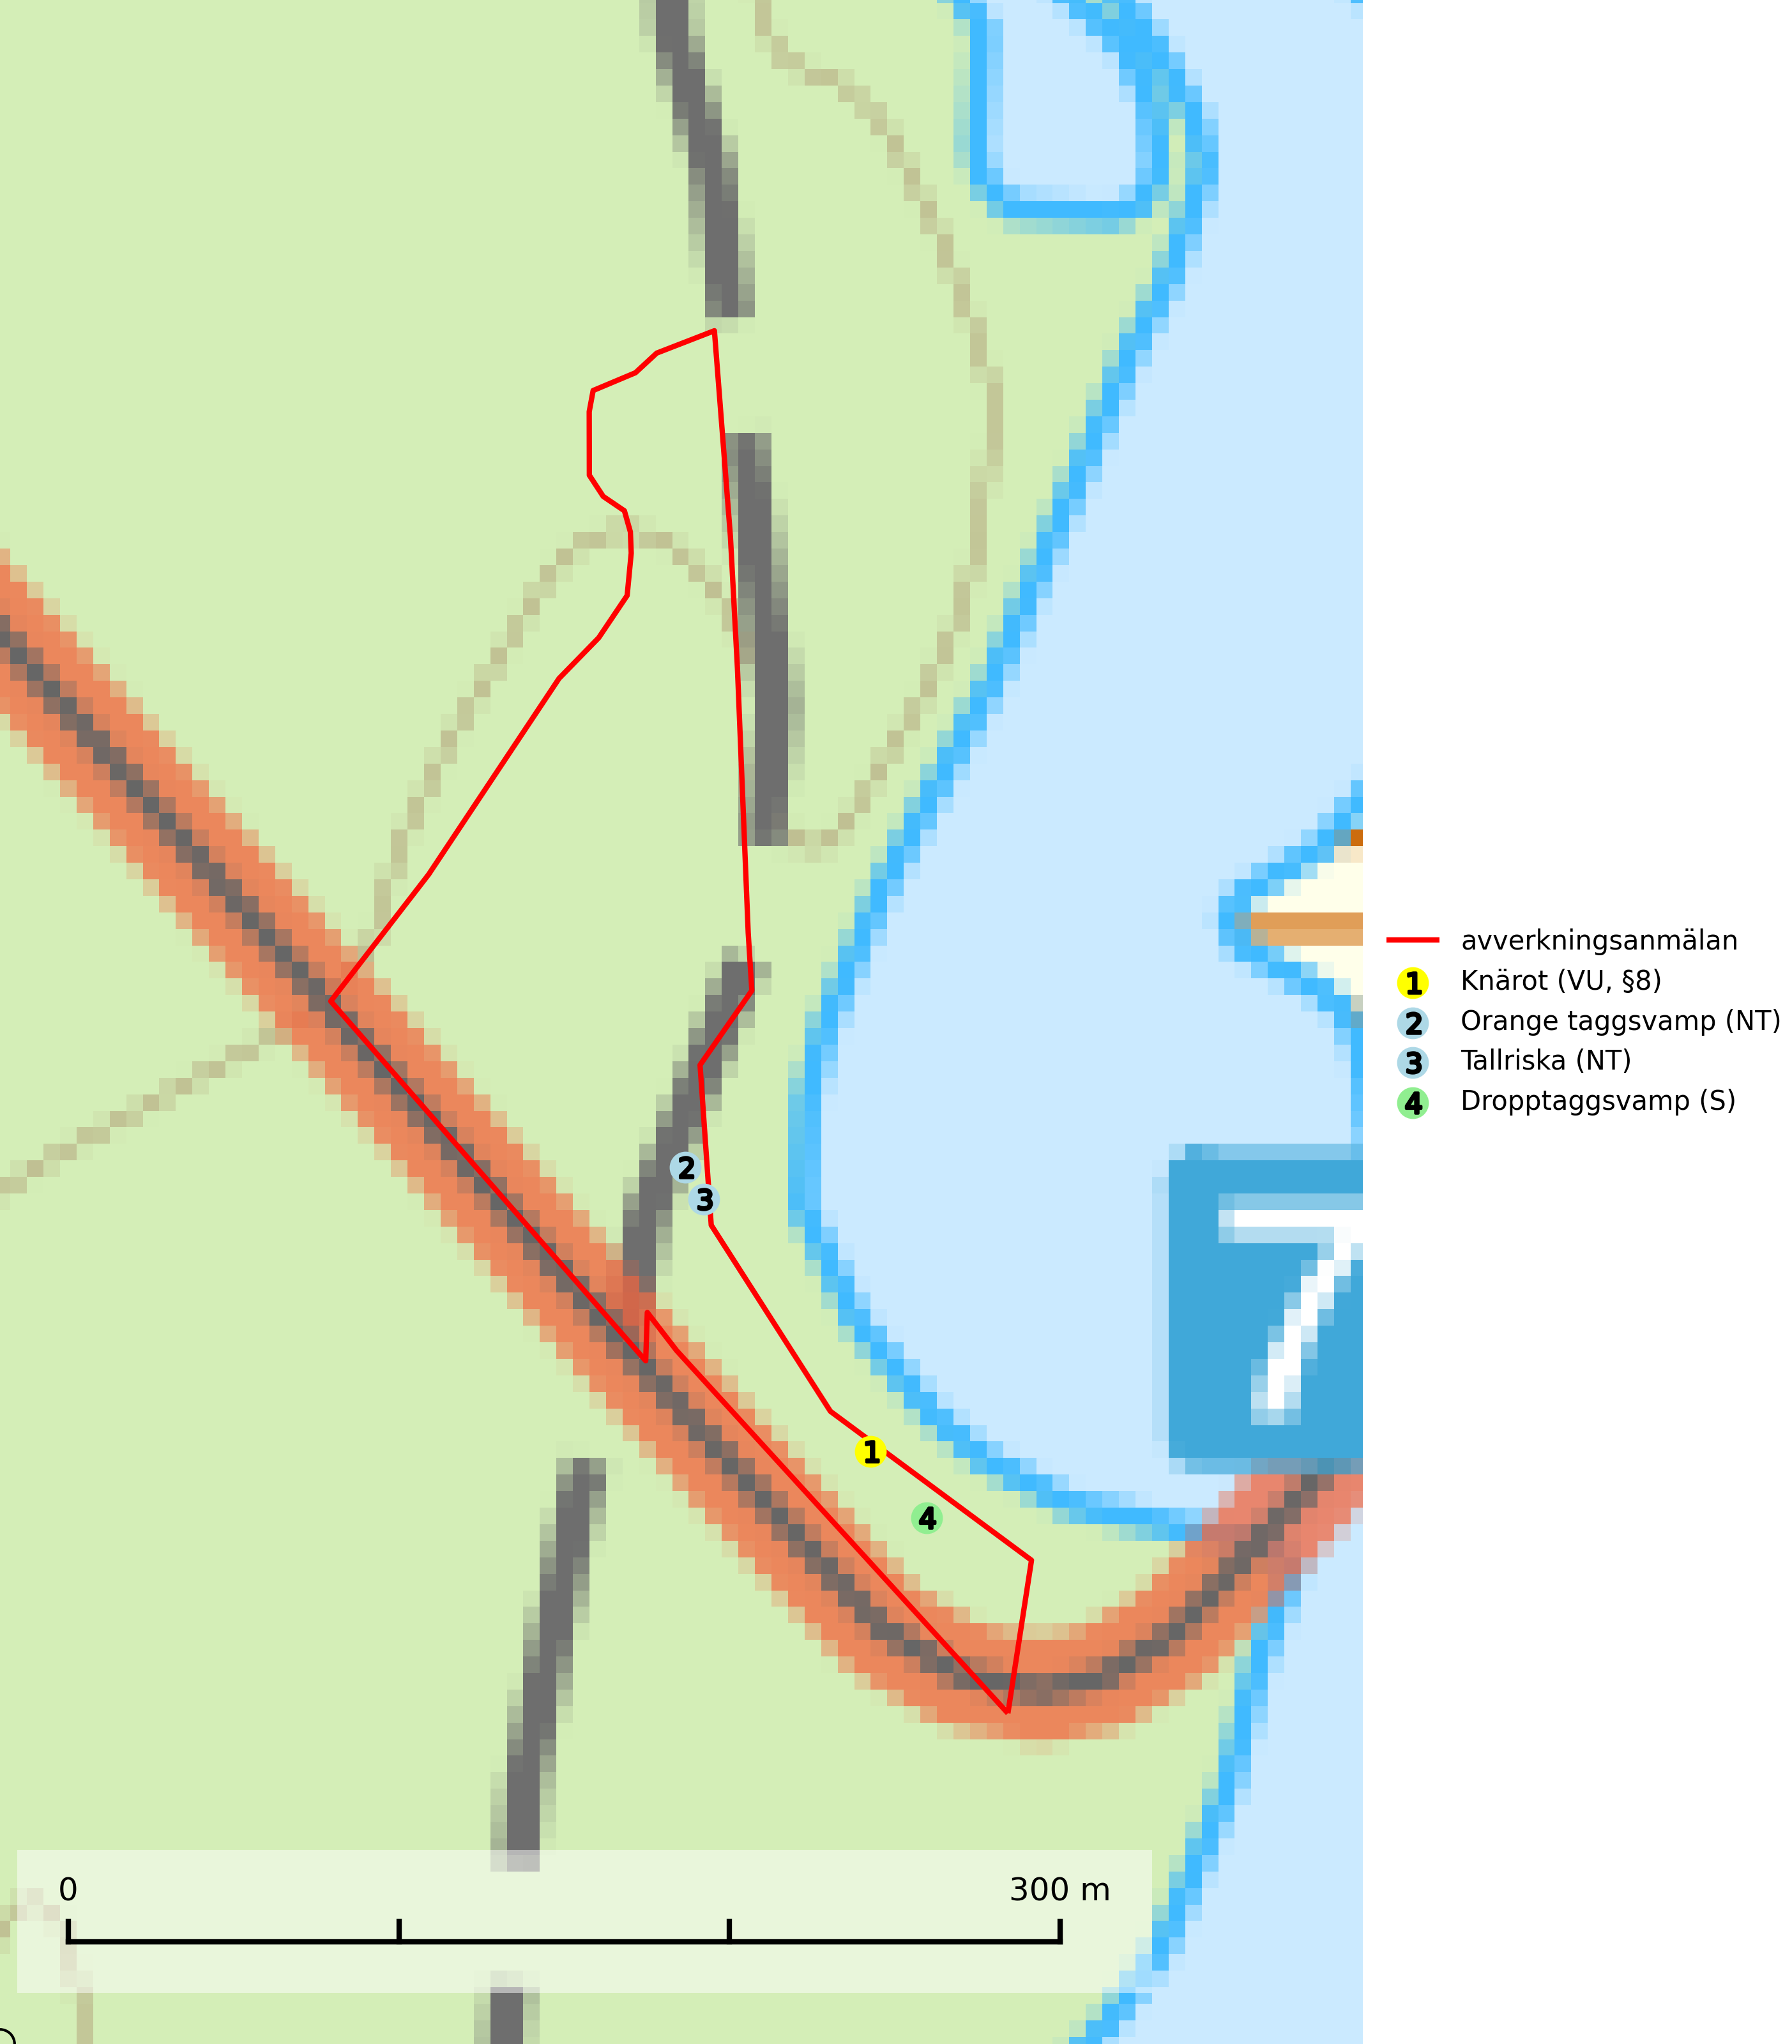 2
3
1
4
0
300 m
avverkningsanmälan
1 Knärot (VU, §8)
2 Orange taggsvamp (NT)
3 Tallriska (NT)
4 Dropptaggsvamp (S)